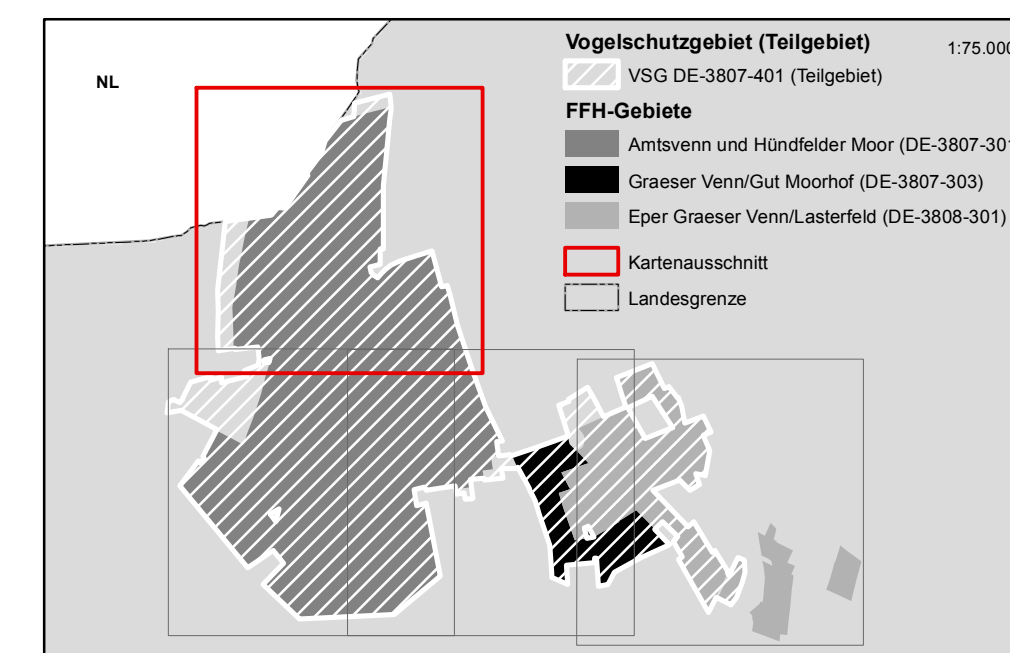 Vogelschutzgebiet (Teilgebiet)
1:75.000
NL
VSG DE-3807-401 (Teilgebiet)
FFH-Gebiete
Amtsvenn und Hündfelder Moor (DE-3807-301
Graeser Venn/Gut Moorhof (DE-3807-303)
Eper Graeser Venn/Lasterfeld (DE-3808-301)
Kartenausschnitt
Landesgrenze